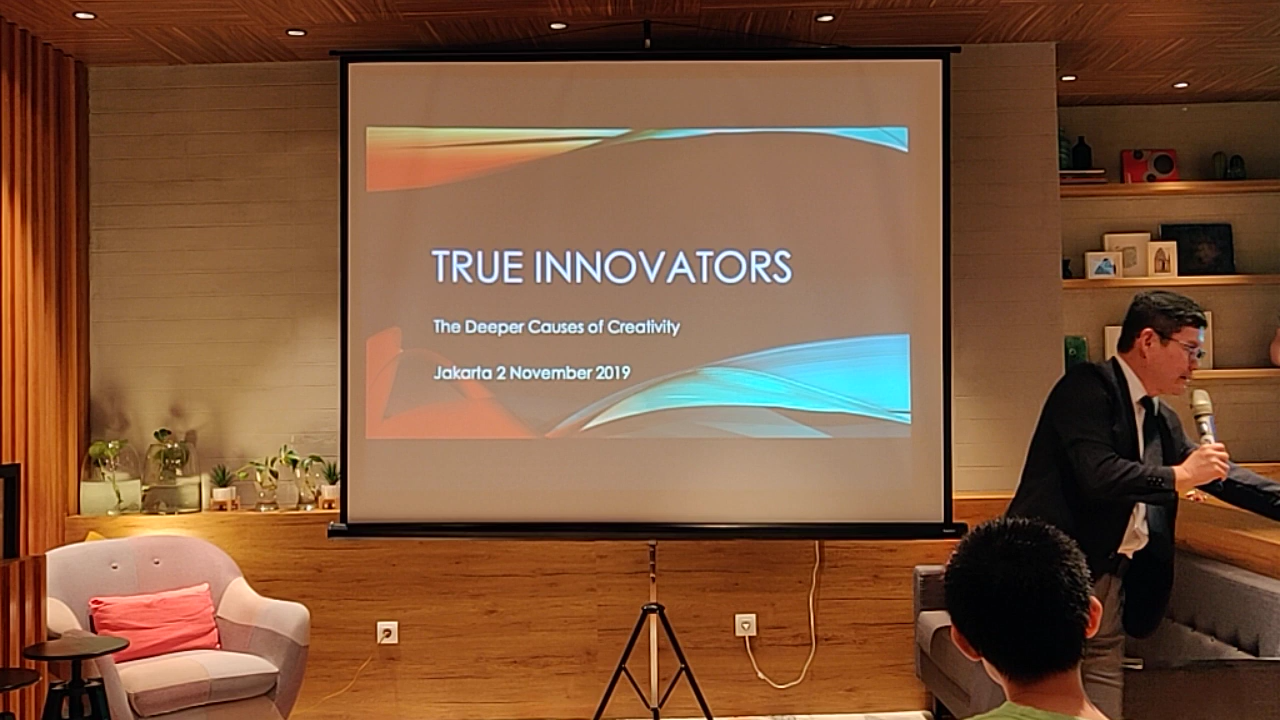 TRUE INNOVATORS
The Deeper Causes of Creativity
Jakarta 2 November 2019